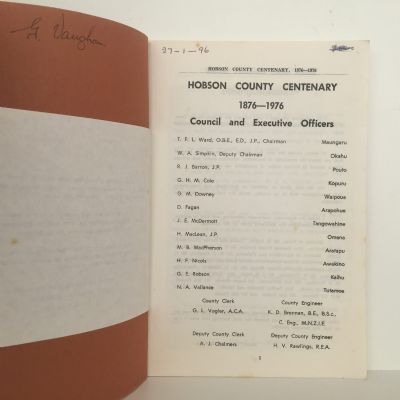 G. Vaughan
27-1-96
HOBSON COUNTY CENTENARY, 1876—1976
HOBSON COUNTY CENTENARY
1876—1976
Council and Executive Officers
T. F. L. Ward, O.B.E., E.D., J.P., Chairman Maungaru
W. A. Simpkin, Deputy Chairman Okahu
R. J. Barron, J.P. Pouto
G. H. M. Cole Kopuru
G. M. Downey Waipoua
D. Fagan Arapohue
J. E. McDermott Tangowahine
H. MacLean, J.P. Omana
M. B. MacPherson Aratapu
H. F. Nicols Awakino
G. E. Robson Kaihu
N. A. Vallance Tutamoe
County Clerk County Engineer
G. L. Vogler, A.C.A. K. D. Brennan, B.E., B.Sc.,
C. Eng., M.N.Z.I.E
Deputy County Clerk Deputy County Engineer
A. J. Chalmers H. V. Rawlings, R.E.A.